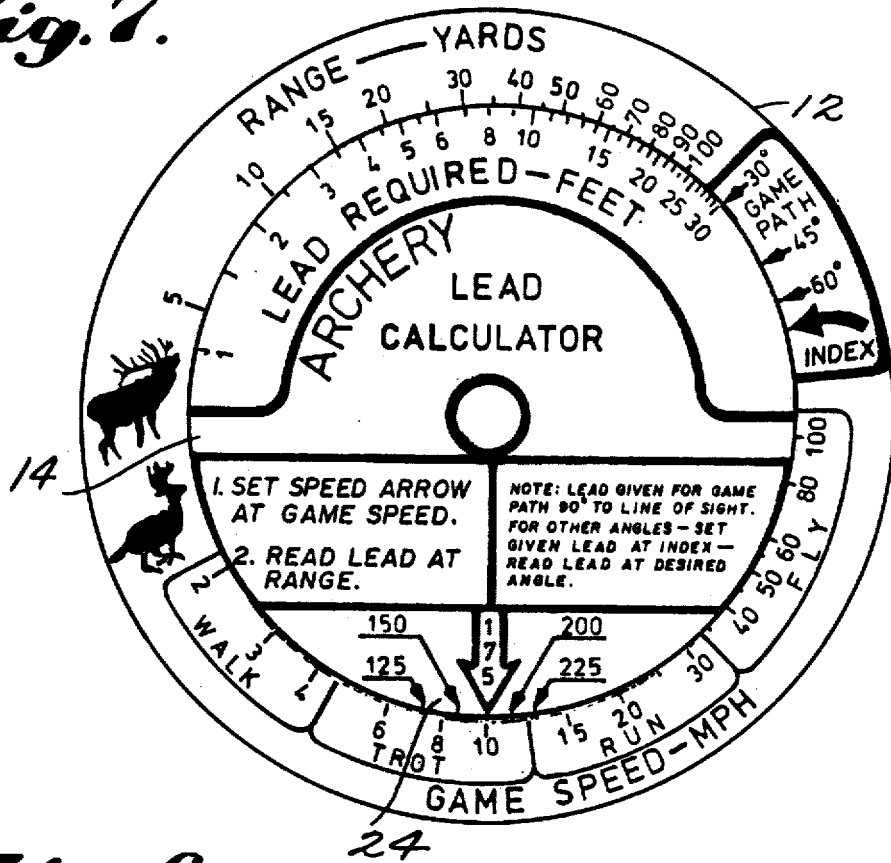 Fig. 7.
RANGE — YARDS
5 10 15 20 30 40 50 60 70 80 90 100
12
1 2 3 4 5 6 8 10 15 20 25 30
LEAD REQUIRED — FEET
30° GAME
PATH 45°
60°
INDEX
ARCHERY
LEAD
CALCULATOR
14
1. SET SPEED ARROW
AT GAME SPEED.
2. READ LEAD AT
RANGE.
NOTE: LEAD GIVEN FOR GAME
PATH 90° TO LINE OF SIGHT.
FOR OTHER ANGLES — SET
GIVEN LEAD AT INDEX —
READ LEAD AT DESIRED
ANGLE.
150
125
175
200
225
2 3 4
WALK
6 8 10
TROT
15 20 30
RUN
40 50 60 80 100
FLY
GAME SPEED — MPH
24